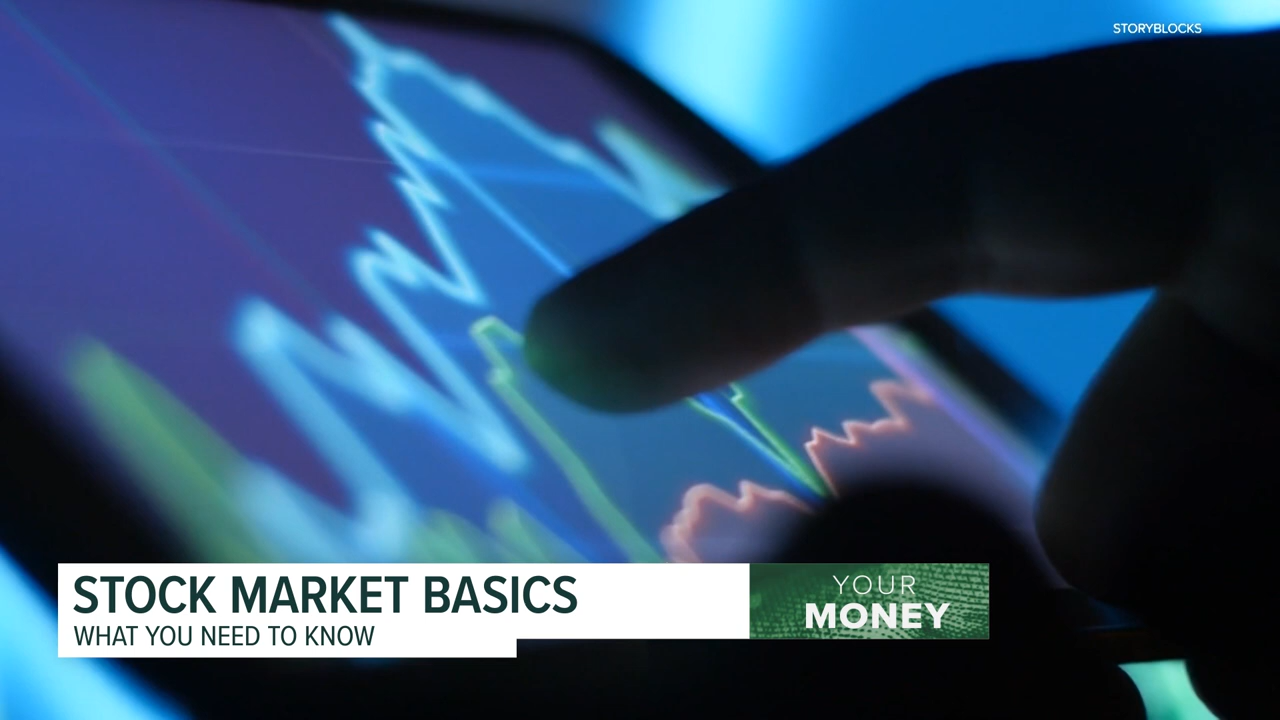 STORYBLOCKS
STOCK MARKET BASICS
WHAT YOU NEED TO KNOW
YOUR
MONEY